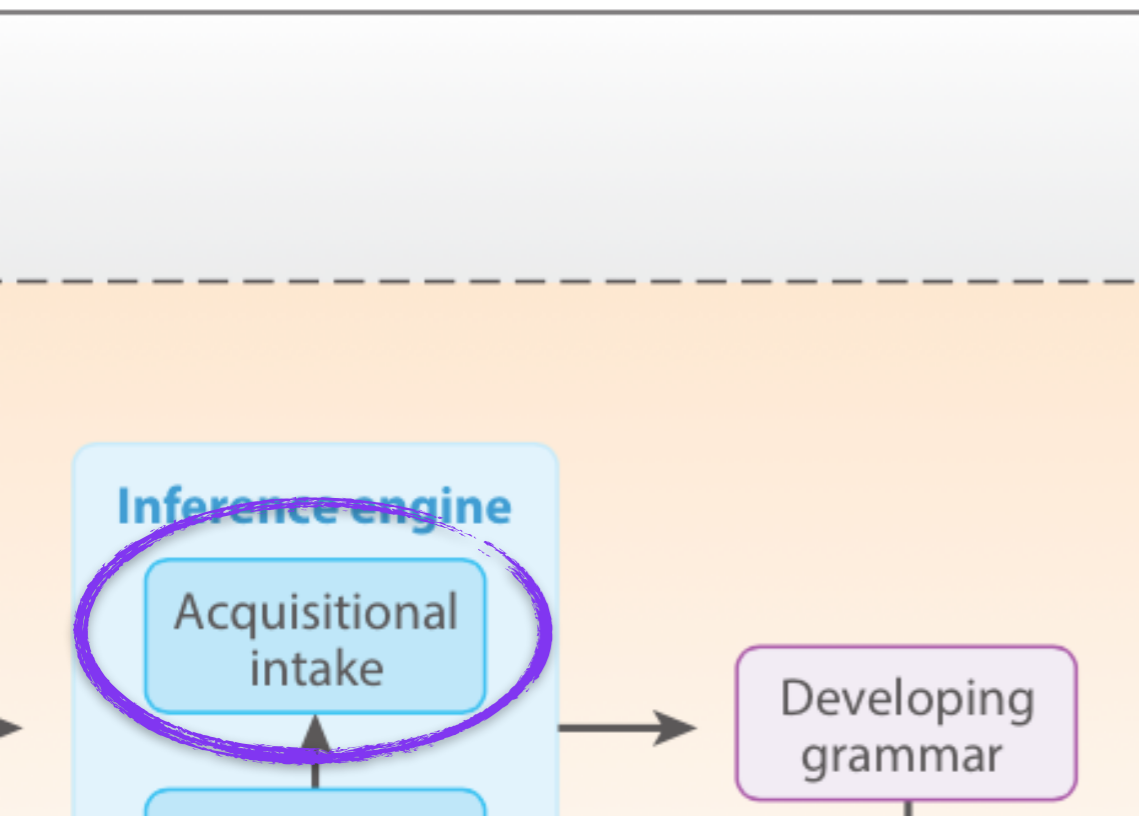 Inference engine
Acquisitional
intake
Developing
grammar